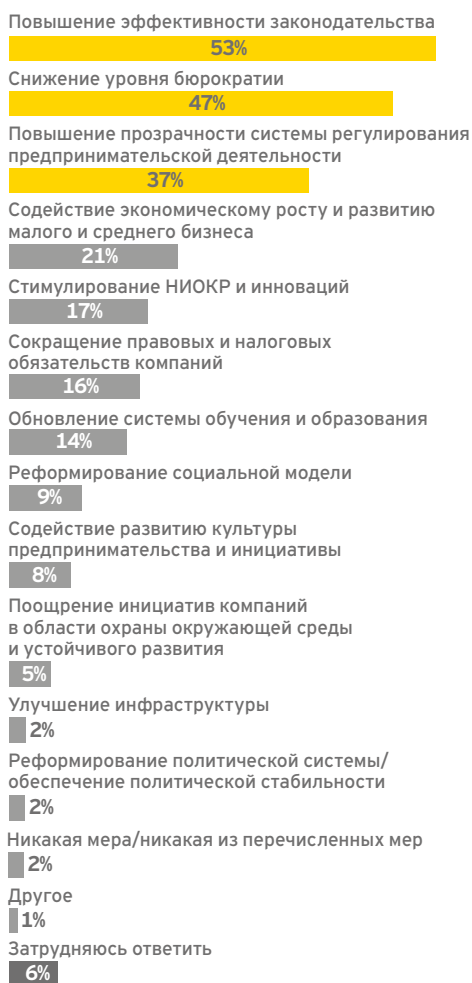 Повышение эффективности законодательства
53%
Снижение уровня бюрократии
47%
Повышение прозрачности системы регулирования
предпринимательской деятельности
37%
Содействие экономическому росту и развитию
малого и среднего бизнеса
21%
Стимулирование НИОКР и инноваций
17%
Сокращение правовых и налоговых
обязательств компаний
16%
Обновление системы обучения и образования
14%
Реформирование социальной модели
9%
Содействие развитию культуры
предпринимательства и инициативы
8%
Поощрение инициатив компаний
в области охраны окружающей среды
и устойчивого развития
5%
Улучшение инфраструктуры
2%
Реформирование политической системы/
обеспечение политической стабильности
2%
Никакая мера/никакая из перечисленных мер
2%
Другое
1%
Затрудняюсь ответить
6%